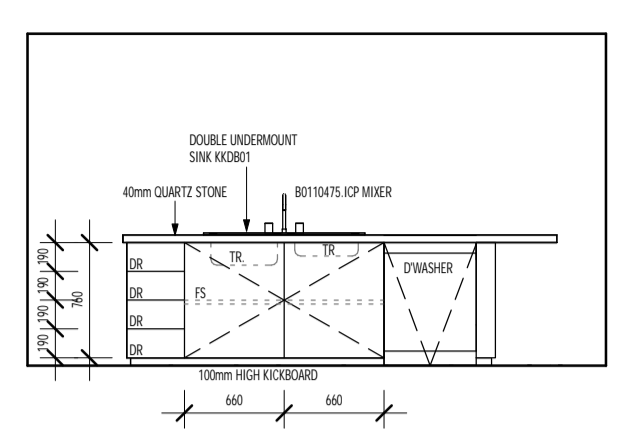 DOUBLE UNDERMOUNT
SINK KKDB01
40mm QUARTZ STONE
B0110475.ICP MIXER
TR.
TR
D'WASHER
DR
DR
FS
DR
DR
190
190
190
190
760
100mm HIGH KICKBOARD
660
660